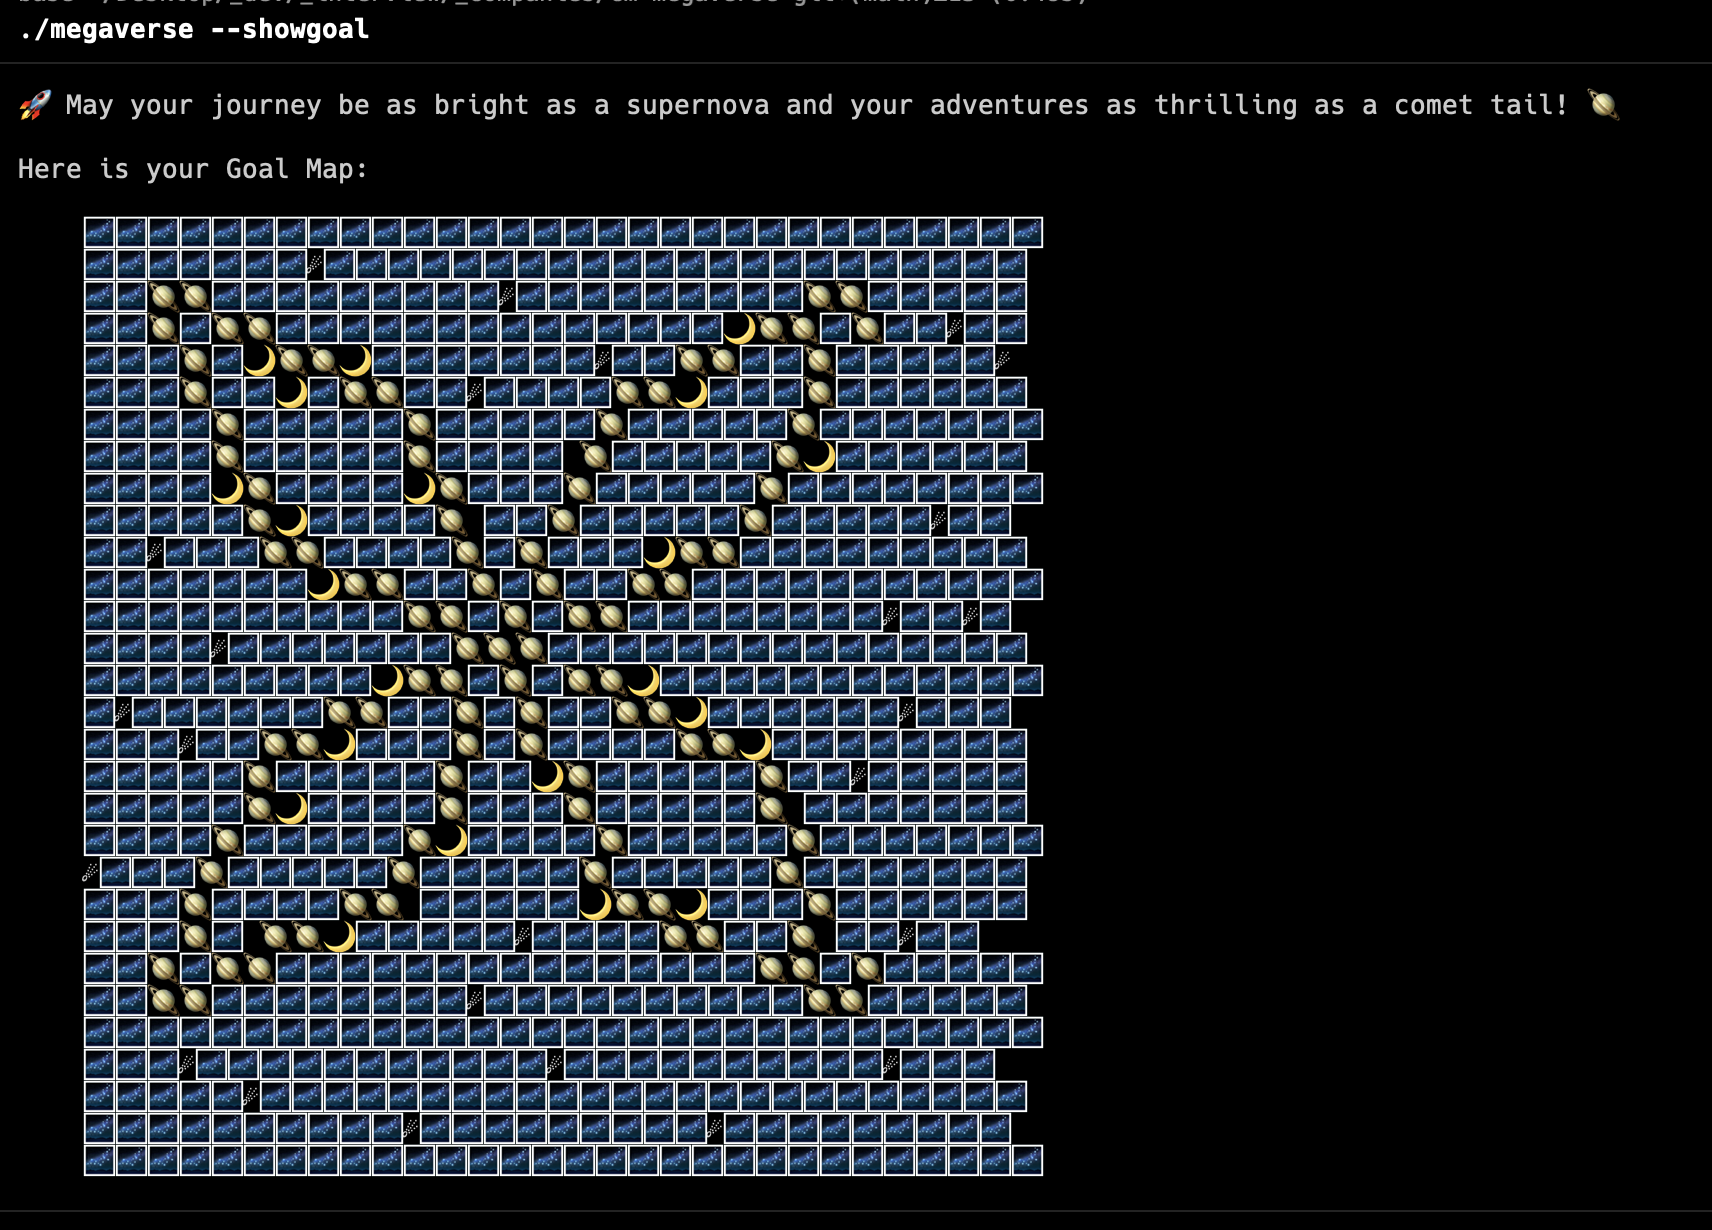 ./megaverse --showgoal
🚀 May your journey be as bright as a supernova and your adventures as thrilling as a comet tail! 🪐
Here is your Goal Map: